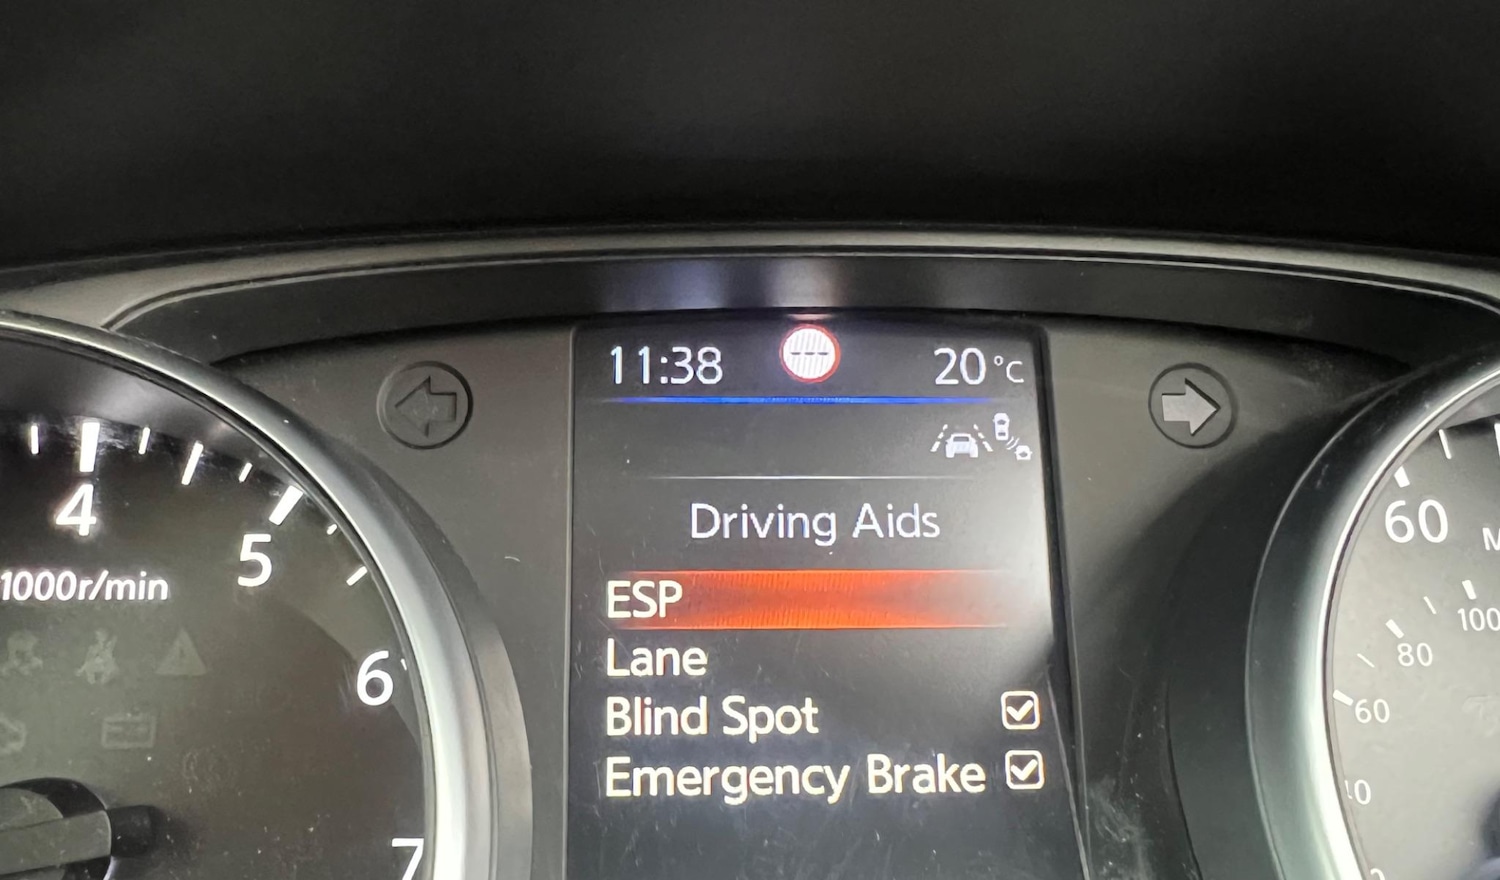 11:38 --- 20°C
Driving Aids
ESP
Lane
Blind Spot
Emergency Brake
4
5
6
7
1000r/min
60
100
80
60